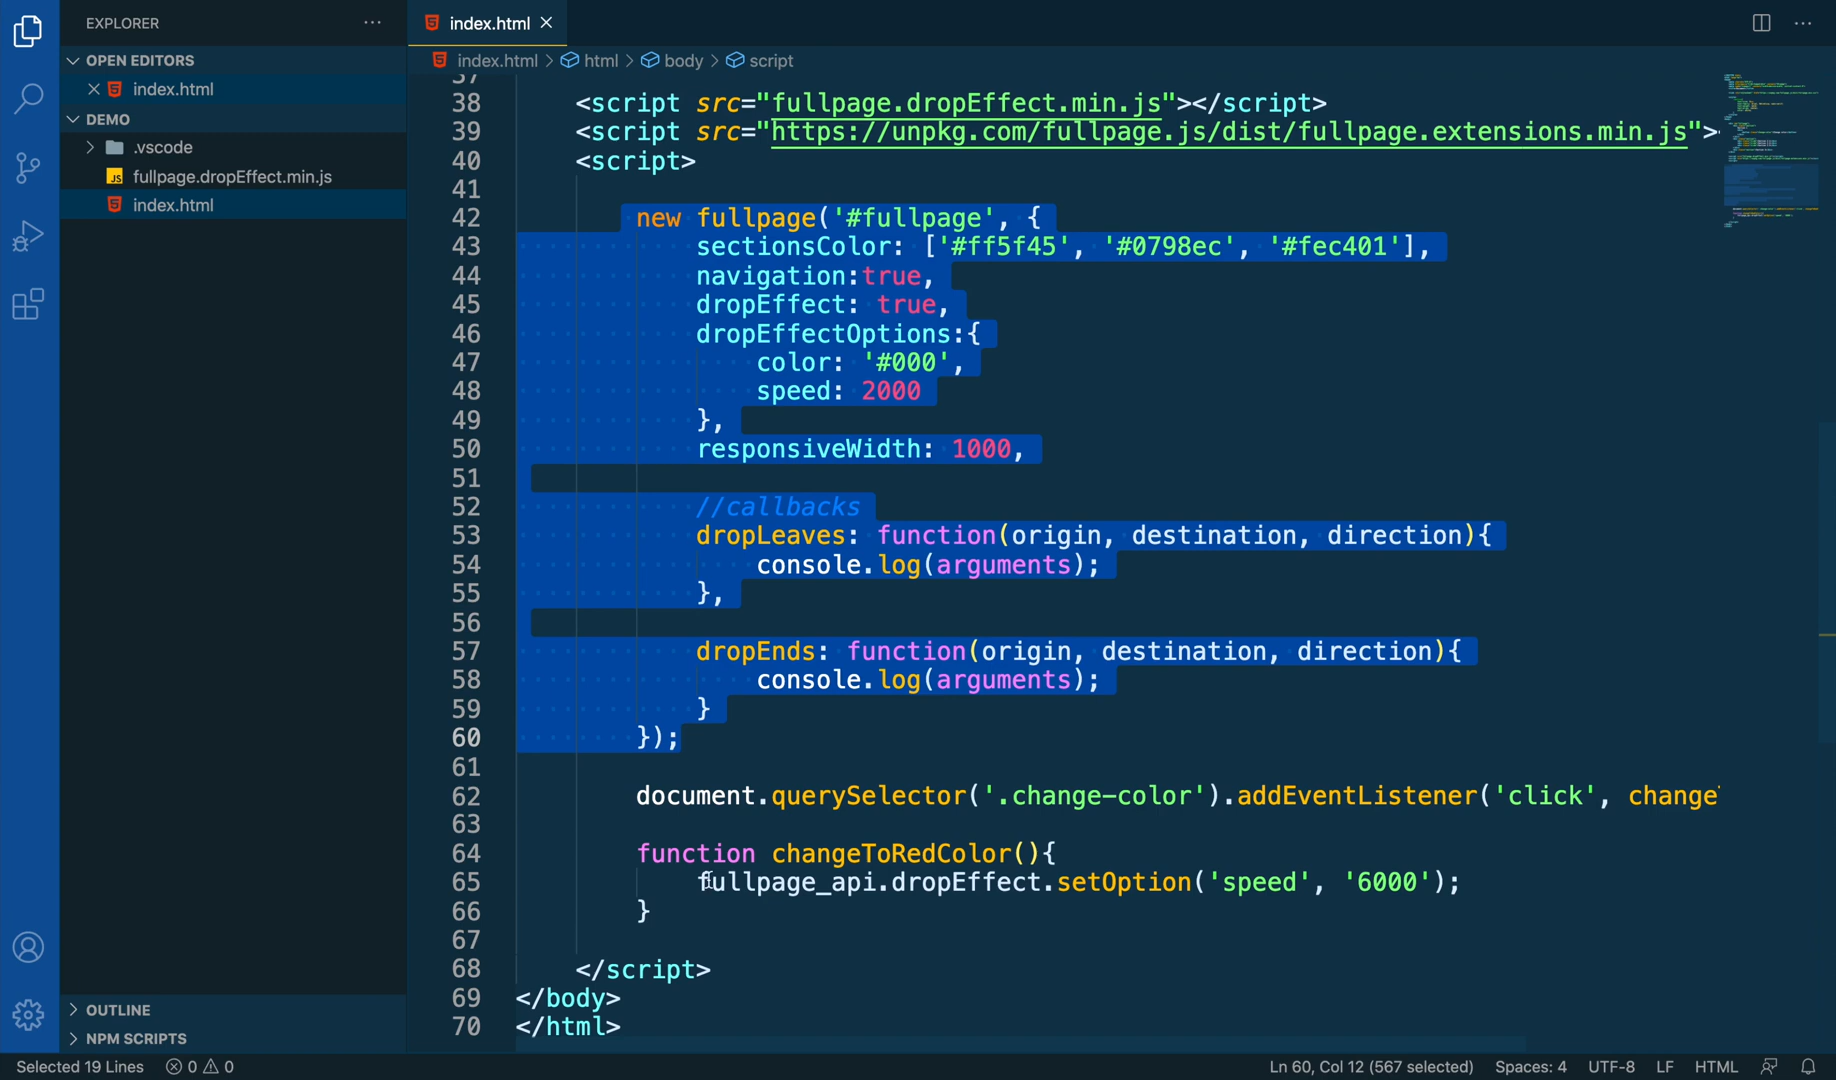 EXPLORER
OPEN EDITORS
index.html
DEMO
.vscode
fullpage.dropEffect.min.js
index.html
OUTLINE
NPM SCRIPTS
index.html
index.html > html > body > script
37
38 <script src="fullpage.dropEffect.min.js"></script>
39 <script src="https://unpkg.com/fullpage.js/dist/fullpage.extensions.min.js">
40 <script>
41
42 new fullpage('#fullpage', {
43 sectionsColor: ['#ff5f45', '#0798ec', '#fec401'],
44 navigation:true,
45 dropEffect: true,
46 dropEffectOptions:{
47 color: '#000',
48 speed: 2000
49 },
50 responsiveWidth: 1000,
51
52 //callbacks
53 dropLeaves: function(origin, destination, direction){
54 console.log(arguments);
55 },
56
57 dropEnds: function(origin, destination, direction){
58 console.log(arguments);
59 }
60 });
61
62 document.querySelector('.change-color').addEventListener('click', change
63
64 function changeToRedColor(){
65 fullpage_api.dropEffect.setOption('speed', '6000');
66 }
67
68 </script>
69 </body>
70 </html>
Selected 19 Lines
0 0
Ln 60, Col 12 (567 selected)
Spaces: 4
UTF-8
LF
HTML